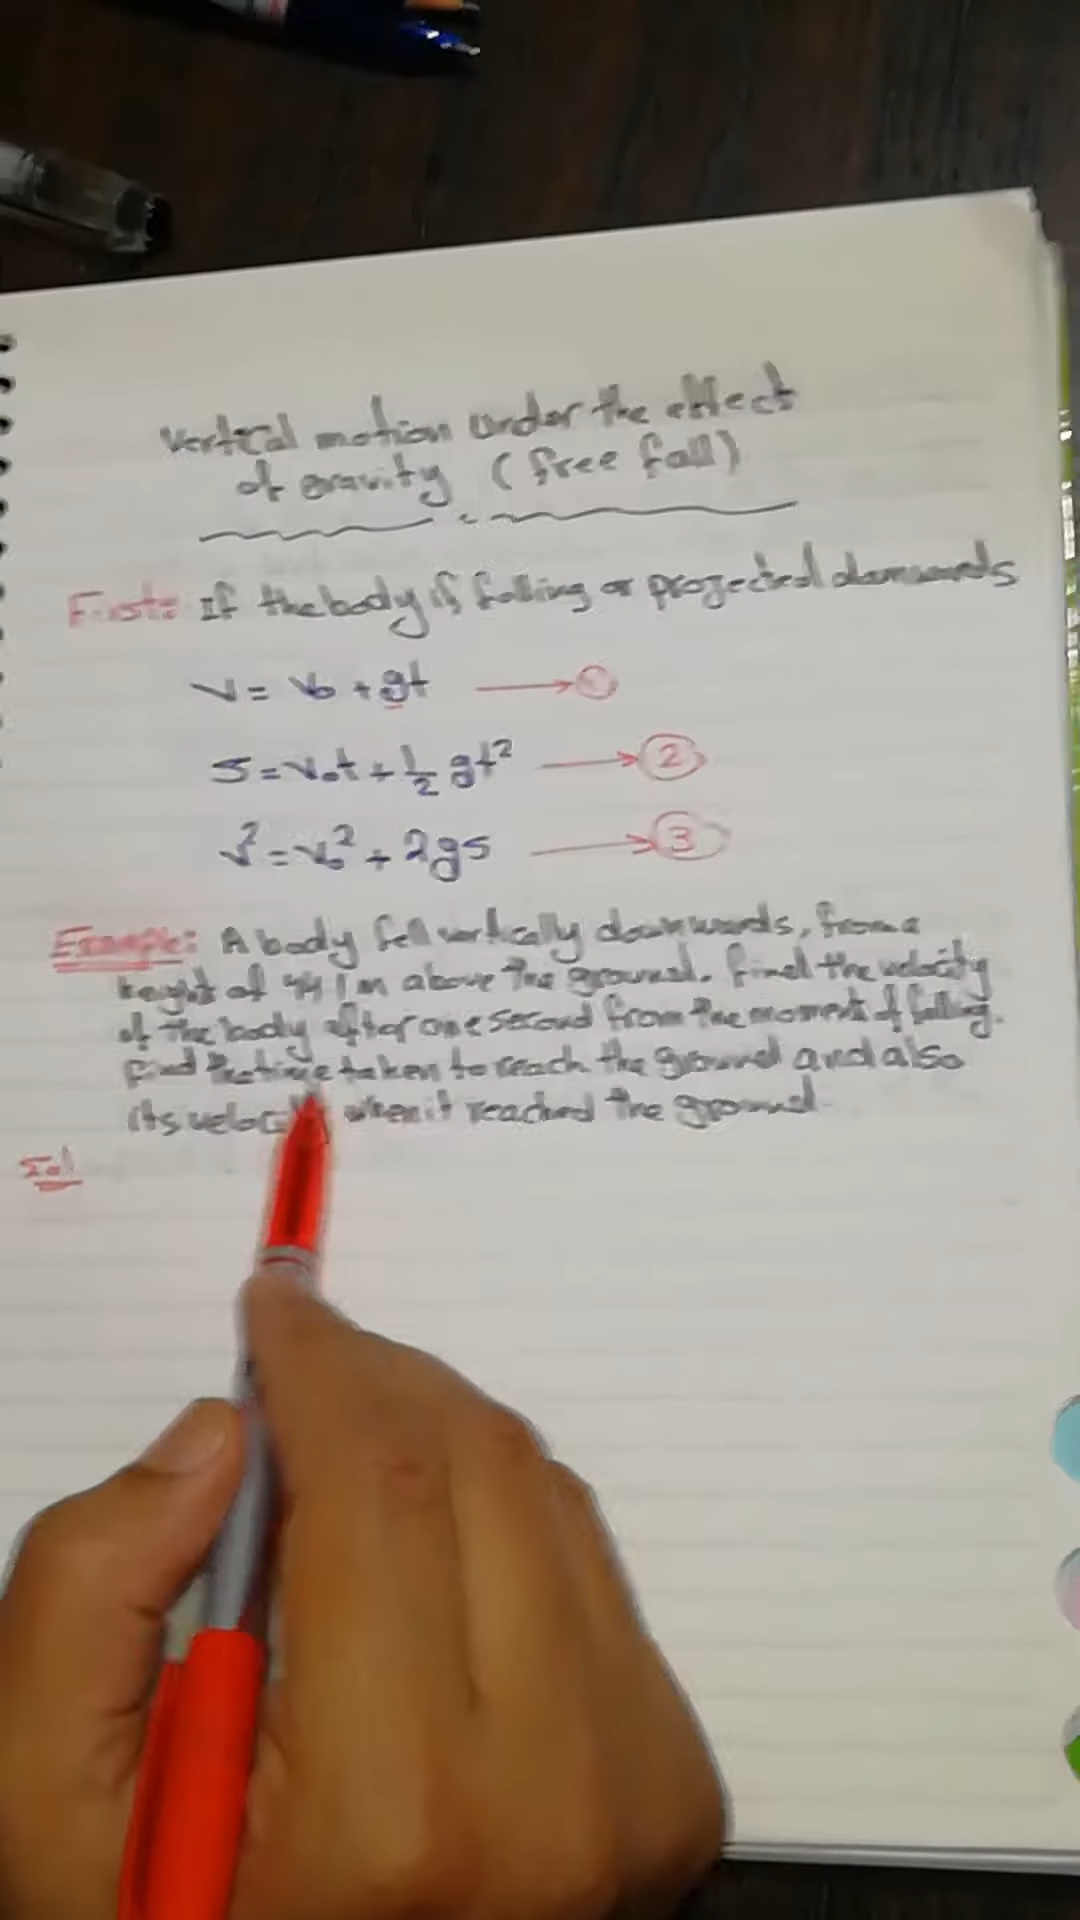 Vertical motion under the effect
of gravity (free fall)
First: If the body is falling or projected downwards
V = V₀ + gt → ①
S = V₀t + ½ gt² → ②
V² = V₀² + 2gS → ③
Example: A body fell vertically downwards, from a
height of 44.1 m above the ground. Find the velocity
of the body after one second from the moment of falling.
Find the time taken to reach the ground and also
its velocity when it reached the ground.
Sol